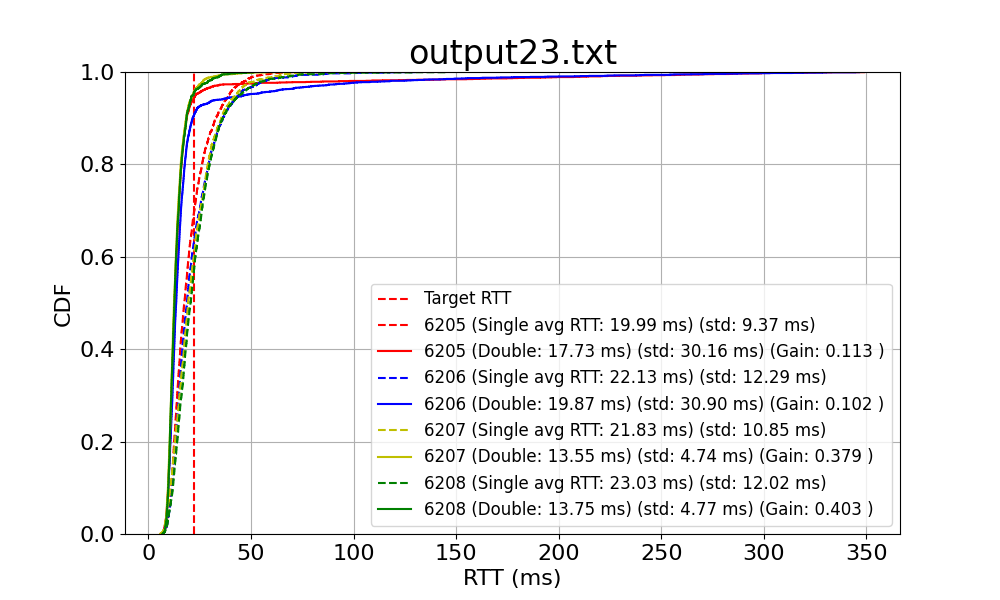 output23.txt
1.0
0.8
0.6
0.4
0.2
0.0
CDF
Target RTT
6205 (Single avg RTT: 19.99 ms) (std: 9.37 ms)
6205 (Double: 17.73 ms) (std: 30.16 ms) (Gain: 0.113 )
6206 (Single avg RTT: 22.13 ms) (std: 12.29 ms)
6206 (Double: 19.87 ms) (std: 30.90 ms) (Gain: 0.102 )
6207 (Single avg RTT: 21.83 ms) (std: 10.85 ms)
6207 (Double: 13.55 ms) (std: 4.74 ms) (Gain: 0.379 )
6208 (Single avg RTT: 23.03 ms) (std: 12.02 ms)
6208 (Double: 13.75 ms) (std: 4.77 ms) (Gain: 0.403 )
0 50 100 150 200 250 300 350
RTT (ms)